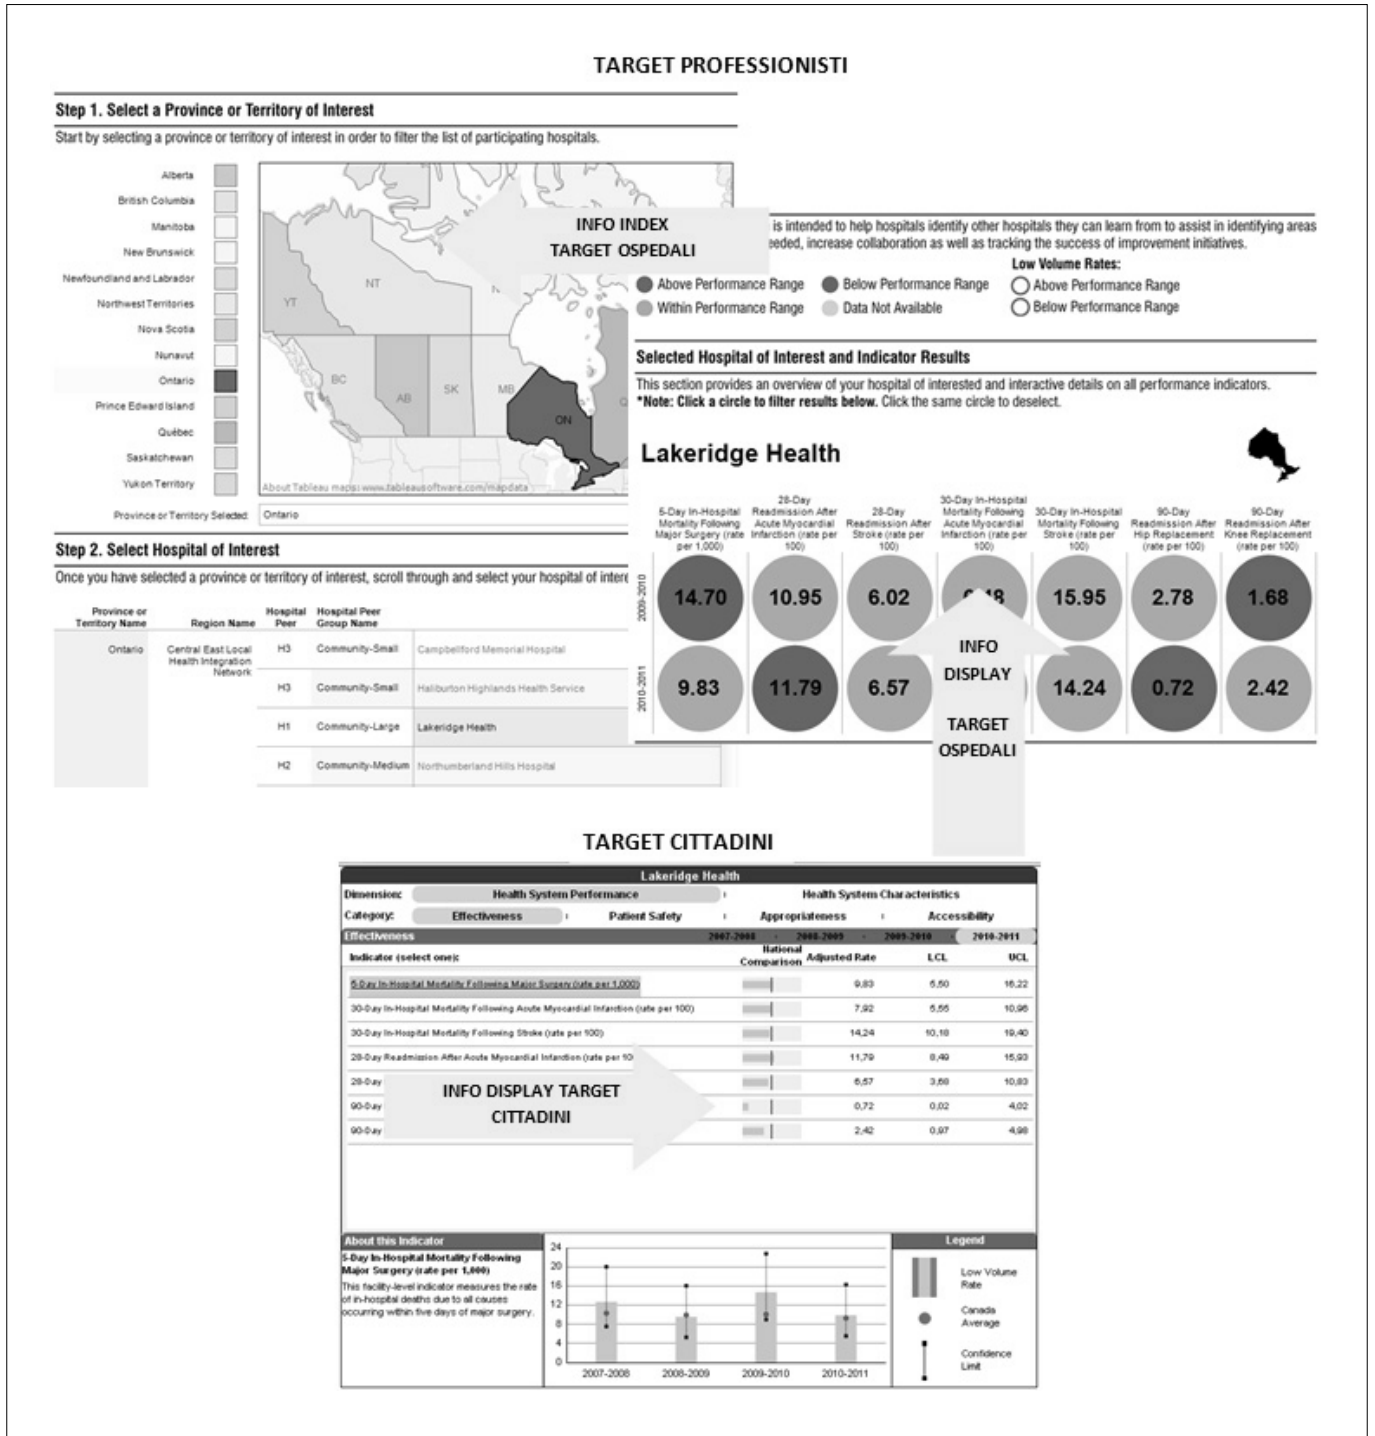 TARGET PROFESSIONISTI
Step 1. Select a Province or Territory of Interest
Start by selecting a province or territory of interest in order to filter the list of participating hospitals.
Alberta
British Columbia
Manitoba
New Brunswick
Newfoundland and Labrador
Northwest Territories
Nova Scotia
Nunavut
Ontario
Prince Edward Island
Québec
Saskatchewan
Yukon Territory
YT
NT
BC
AB
SK
MB
ON
About Tableau maps: www.tableausoftware.com/mapdata
Province or Territory Selected:
Ontario
INFO INDEX
TARGET OSPEDALI
Step 2. Select Hospital of Interest
Once you have selected a province or territory of interest, scroll through and select your hospital of intere
Province or
Territory Name
Region Name
Hospital
Peer
Hospital Peer
Group Name
Ontario
Central East Local
Health Integration
Network
H3 Community-Small Campbellford Memorial Hospital
H3 Community-Small Haliburton Highlands Health Service
H1 Community-Large Lakeridge Health
H2 Community-Medium Northumberland Hills Hospital
is intended to help hospitals identify other hospitals they can learn from to assist in identifying areas
eeded, increase collaboration as well as tracking the success of improvement initiatives.
Low Volume Rates:
Above Performance Range Below Performance Range Above Performance Range
Within Performance Range Data Not Available Below Performance Range
Selected Hospital of Interest and Indicator Results
This section provides an overview of your hospital of interested and interactive details on all performance indicators.
*Note: Click a circle to filter results below. Click the same circle to deselect.
Lakeridge Health
5-Day In-Hospital
Mortality Following
Major Surgery (rate
per 1,000)
28-Day
Readmission After
Acute Myocardial
Infarction (rate per
100)
28-Day
Readmission After
Stroke (rate per
100)
30-Day In-Hospital
Mortality Following
Acute Myocardial
Infarction (rate per
100)
30-Day In-Hospital
Mortality Following
Stroke (rate per
100)
90-Day
Readmission After
Hip Replacement
(rate per 100)
90-Day
Readmission After
Knee Replacement
(rate per 100)
2009-2010
14.70 10.95 6.02 15.95 2.78 1.68
2010-2011
9.83 11.79 6.57 14.24 0.72 2.42
INFO
DISPLAY
TARGET
OSPEDALI
TARGET CITTADINI
Lakeridge Health
Dimension: Health System Performance Health System Characteristics
Category: Effectiveness Patient Safety Appropriateness Accessibility
Effectiveness 2007-2008 2008-2009 2009-2010 2010-2011
Indicator (select one): National Comparison Adjusted Rate LCL UCL
5-Day In-Hospital Mortality Following Major Surgery (rate per 1,000) 9,83 5,50 16,22
30-Day In-Hospital Mortality Following Acute Myocardial Infarction (rate per 100) 7,92 5,55 10,96
30-Day In-Hospital Mortality Following Stroke (rate per 100) 14,24 10,18 19,40
28-Day Readmission After Acute Myocardial Infarction (rate per 10 11,79 8,49 15,93
28-Day 6,57 3,68 10,83
90-Day 0,72 0,02 4,02
90-Day 2,42 0,97 4,98
INFO DISPLAY TARGET
CITTADINI
About this Indicator
5-Day In-Hospital Mortality Following
Major Surgery (rate per 1,000)
This facility-level indicator measures the rate
of in-hospital deaths due to all causes
occurring within five days of major surgery.
24
20
16
12
8
4
0
2007-2008 2008-2009 2009-2010 2010-2011
Legend
Low Volume
Rate
Canada
Average
Confidence
Limit